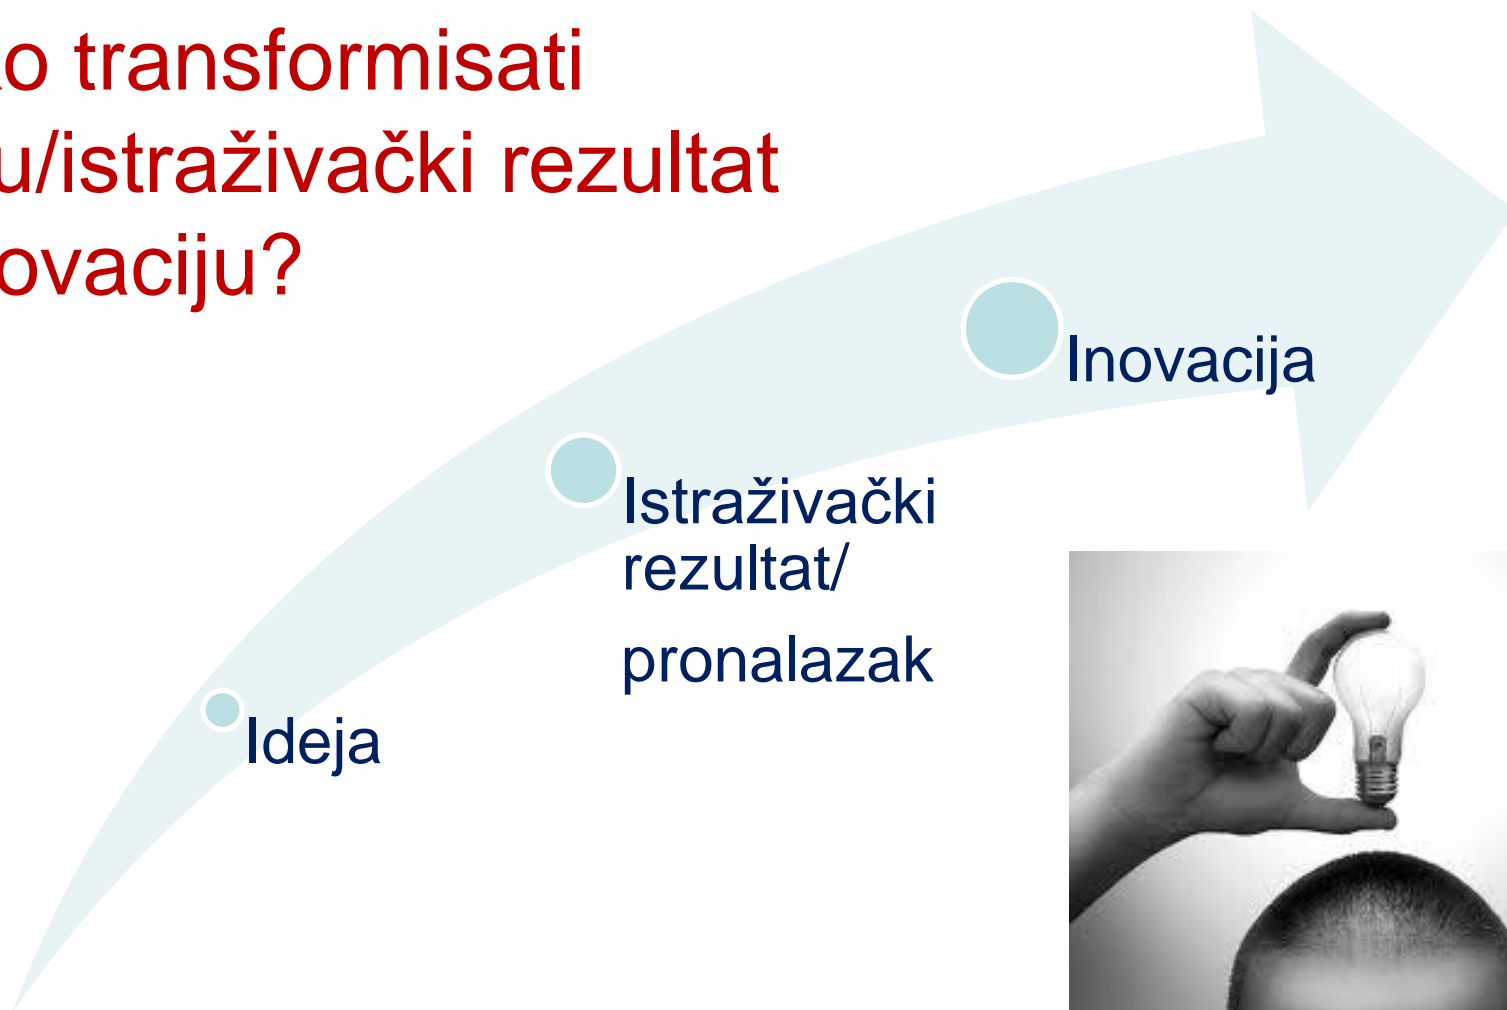 o transformisati
u/istraživački rezultat
ovaciju?
Inovacija
Istraživački
rezultat/
pronalazak
Ideja